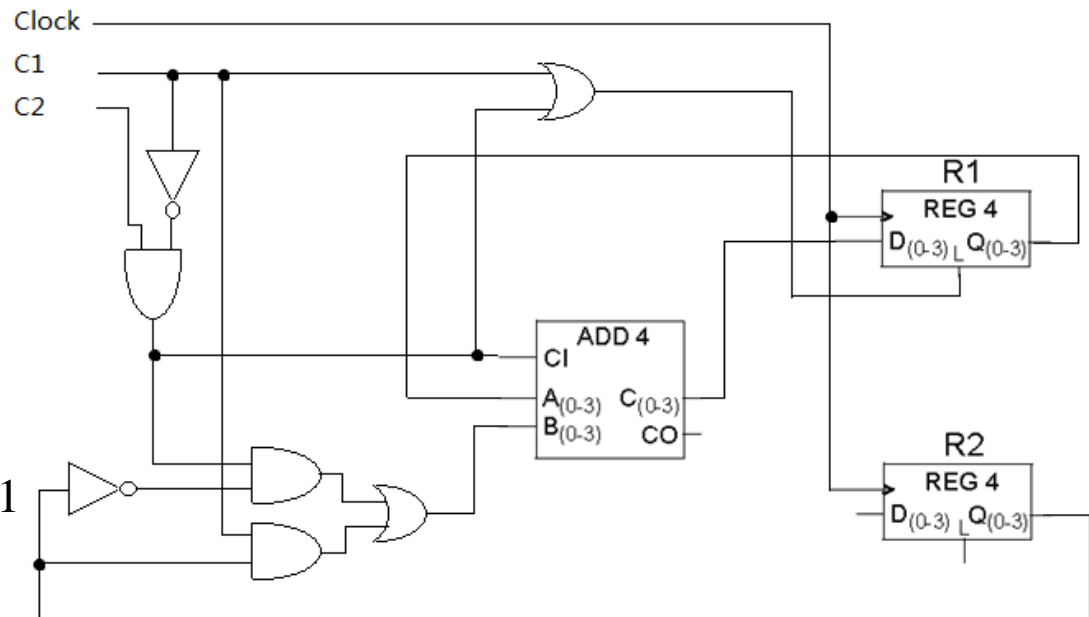 Clock
C1
C2
R1
REG 4
D(0-3) L Q(0-3)
ADD 4
CI
A(0-3) C(0-3)
B(0-3) CO
R2
REG 4
D(0-3) L Q(0-3)
1